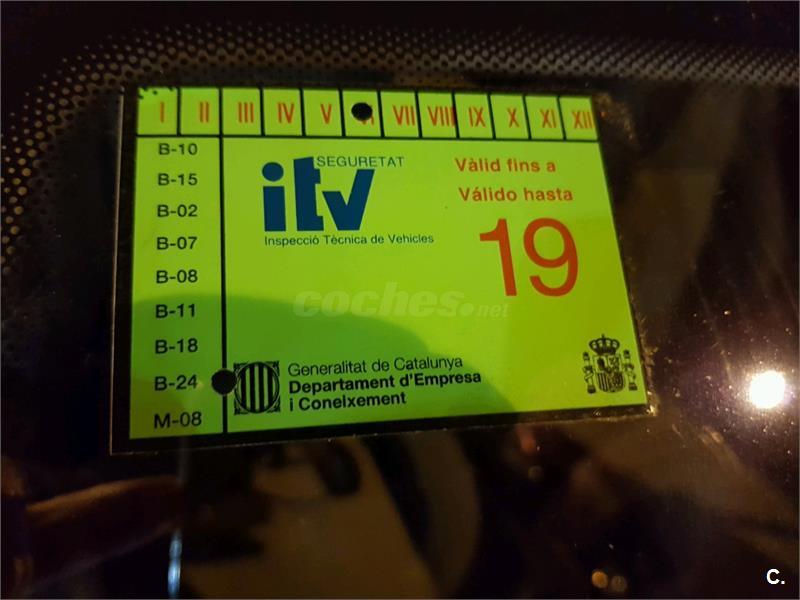 I II III IV V VII VIII IX X XI XII
B-10
B-15
B-02
B-07
B-08
B-11
B-18
B-24
M-08
SEGURETAT
itv
Inspecció Tècnica de Vehicles
Vàlid fins a
Válido hasta
19
coches.net
Generalitat de Catalunya
Departament d'Empresa
i Coneixement
C.